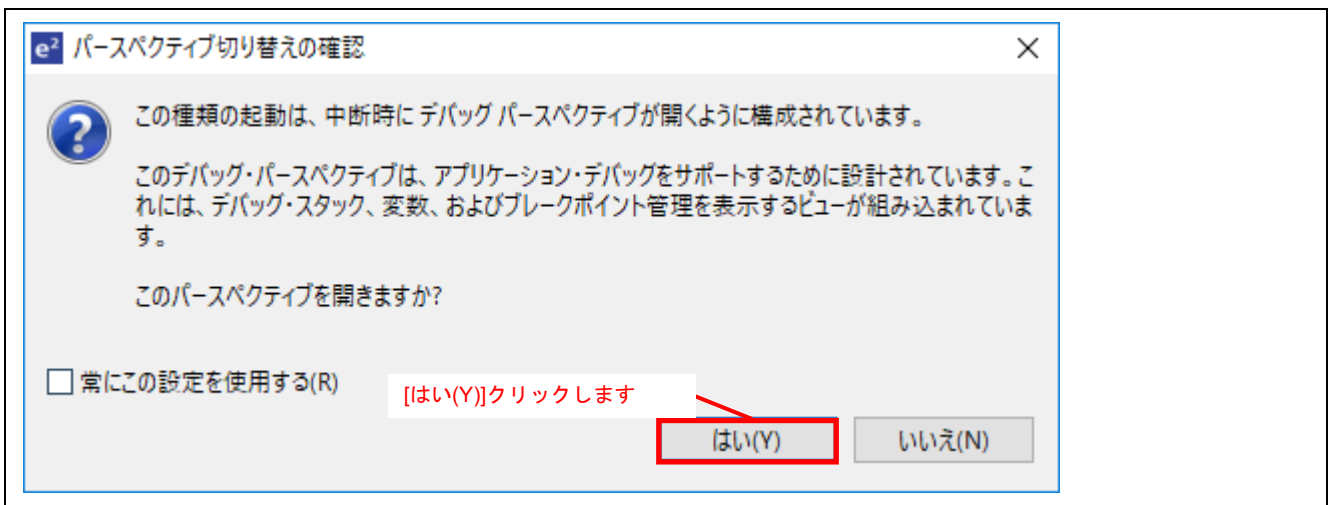 e² パースペクティブ切り替えの確認
この種類の起動は、中断時に デバッグ パースペクティブが開くように構成されています。
このデバッグ・パースペクティブは、アプリケーション・デバッグをサポートするために設計されています。こ
れには、デバッグ・スタック、変数、およびブレークポイント管理を表示するビューが組み込まれていま
す。
このパースペクティブを開きますか?
常にこの設定を使用する(R)
[はい(Y)]クリックします
はい(Y) いいえ(N)